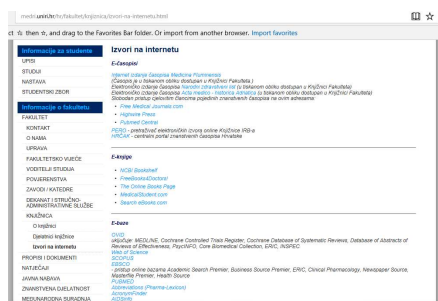 medri.uniri.hr/hr/fakultet/knjiznica/izvori-na-internetu.html
ct ☆ then ☆, and drag to the Favorites Bar folder. Or import from another browser. Import favorites
Informacije za studente
UPISI
STUDIJ
NASTAVA
STUDENTSKI ZBOR
Informacije o fakultetu
FAKULTET
KONTAKT
O NAMA
UPRAVA
FAKULTETSKO VIJEĆE
VODITELJI STUDIJA
POVJERENSTVA
ZAVODI / KATEDRE
DEKANAT I STRUČNO-
ADMINISTRATIVNE SLUŽBE
KNJIŽNICA
O knjižnici
Djelatnici knjižnice
Izvori na internetu
PROPISI I DOKUMENTI
NATJEČAJI
JAVNA NABAVA
ZNANSTVENA DJELATNOST
MEĐUNARODNA SURADNJA
Izvori na internetu
E-časopisi
Internet izdanje časopisa Medicina Fluminensis
(Časopis je u tiskanom obliku dostupan u Knjižnici Fakulteta.)
Elektroničko izdanje časopisa Narodni zdravstveni list (u tiskanom obliku dostupan u Knjižnici Fakulteta)
Elektroničko izdanje časopisa Acta medico - historica Adriatica (u tiskanom obliku dostupan u Knjižnici Fakulteta)
Slobodan pristup cjelovitim člancima pojedinih znanstvenih časopisa na ovim adresama:
• Free Medical Journals.com
• Highwire Press
• Pubmed Central
PERO - pretraživač elektroničkih izvora online Knjižnice IRB-a
HRČAK - centralni portal znanstvenih časopisa Hrvatske
E-knjige
• NCBI Bookshelf
• FreeBooks4Doctors!
• The Online Books Page
• MedicalStudent.com
• Search eBooks.com
E-baze
OVID
uključuje: MEDLINE, Cochrane Controlled Trials Register, Cochrane Database of Systematic Reviews, Database of Abstracts of
Reviews of Effectiveness, PsycINFO, Core Biomedical Collection, ERIC, INSPEC
Web of Science
SCOPUS
EBSCO
- pristup online bazama Academic Search Premier, Business Source Premier, ERIC, Clinical Pharmacology, Newspaper Source,
Masterfile Premier, Health Source
PUBMED
Abbreviations (Pharma-Lexicon)
AcronymFinder
AIDSinfo